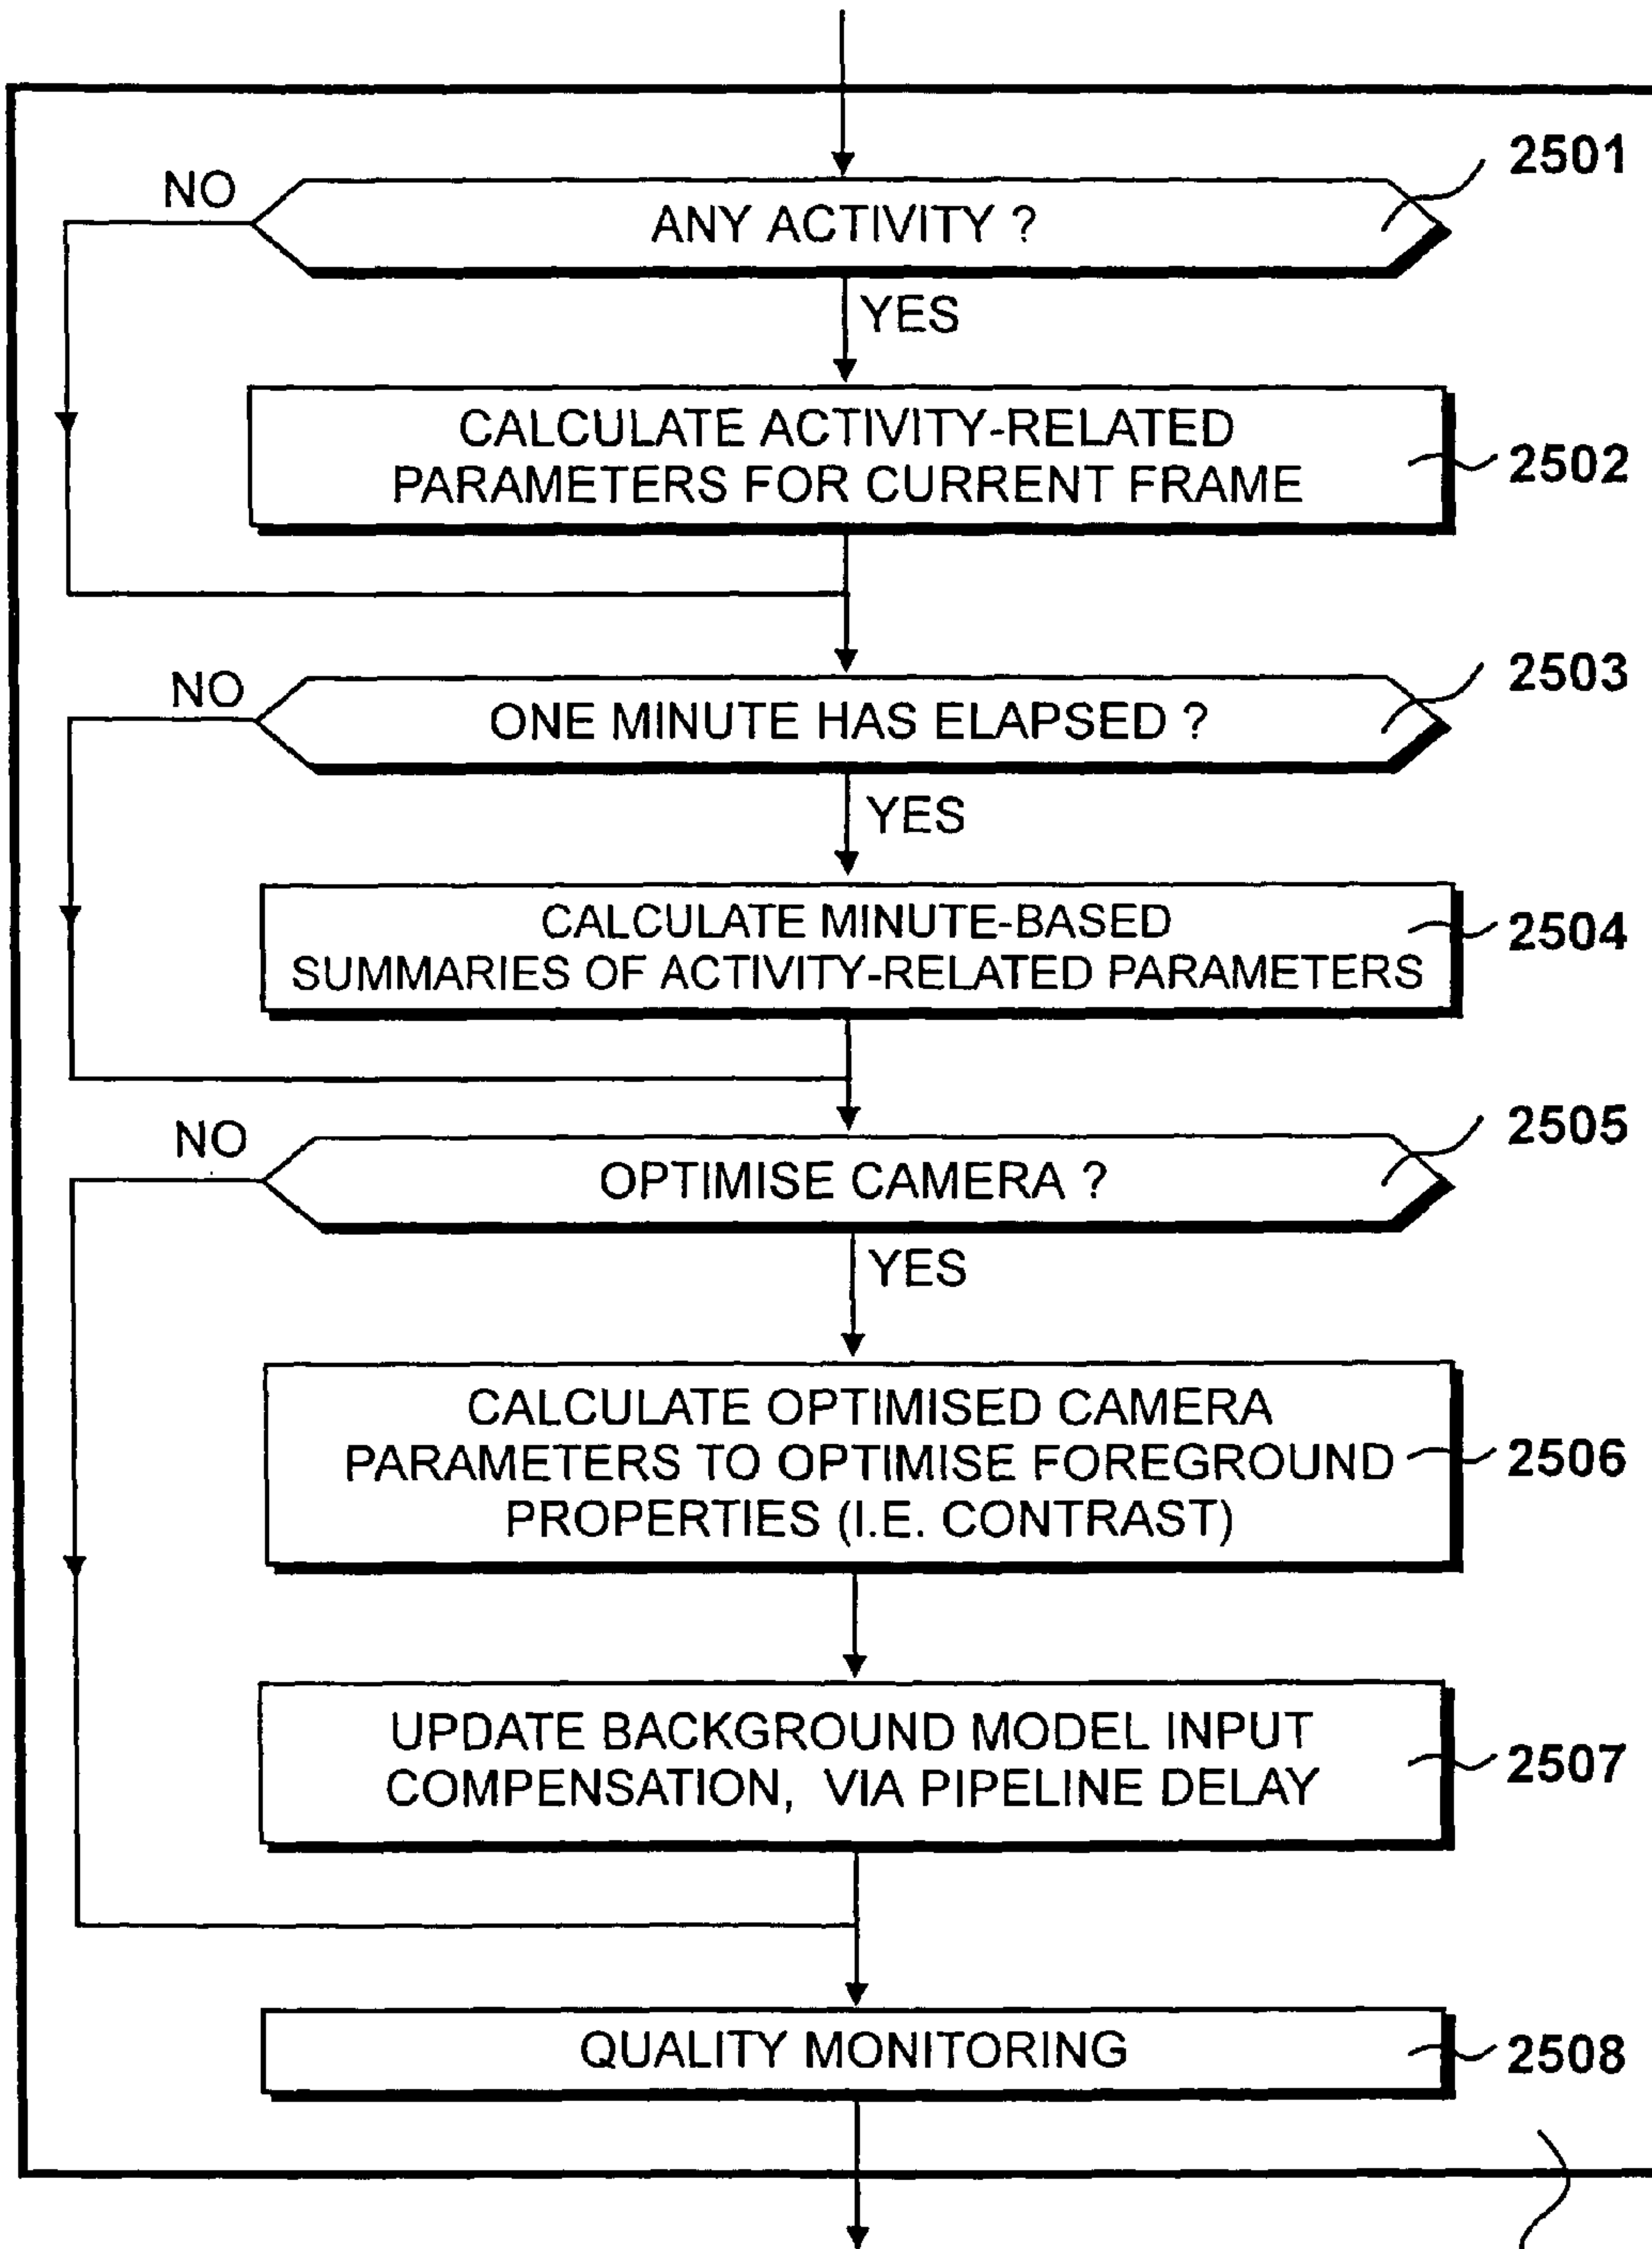 2501
NO
ANY ACTIVITY ?
YES
CALCULATE ACTIVITY-RELATED
PARAMETERS FOR CURRENT FRAME
2502
2503
NO
ONE MINUTE HAS ELAPSED ?
YES
CALCULATE MINUTE-BASED
SUMMARIES OF ACTIVITY-RELATED PARAMETERS
2504
2505
NO
OPTIMISE CAMERA ?
YES
CALCULATE OPTIMISED CAMERA
PARAMETERS TO OPTIMISE FOREGROUND
PROPERTIES (I.E. CONTRAST)
2506
UPDATE BACKGROUND MODEL INPUT
COMPENSATION, VIA PIPELINE DELAY
2507
QUALITY MONITORING
2508